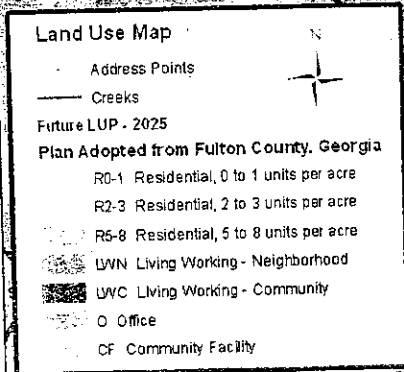 Land Use Map
N
Address Points
Creeks
Future LUP - 2025
Plan Adopted from Fulton County, Georgia
R0-1 Residential, 0 to 1 units per acre
R2-3 Residential, 2 to 3 units per acre
R5-8 Residential, 5 to 8 units per acre
LWN Living Working - Neighborhood
LWC Living Working - Community
O Office
CF Community Facility